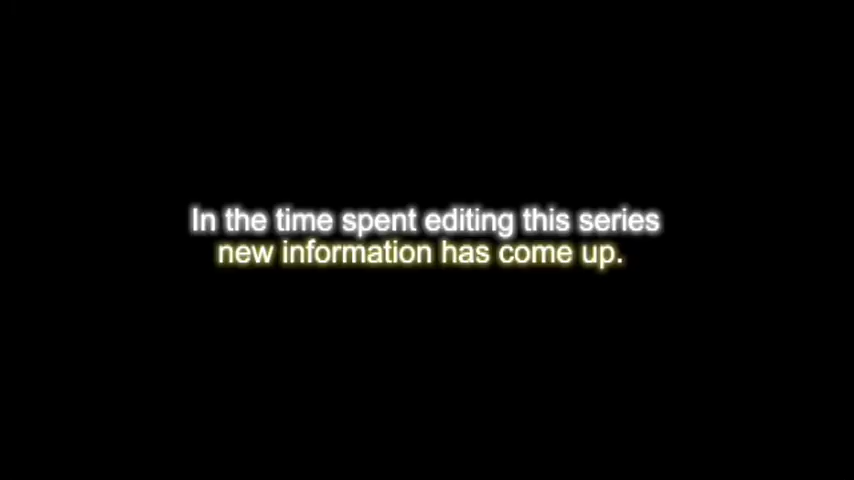 In the time spent editing this series
new information has come up.